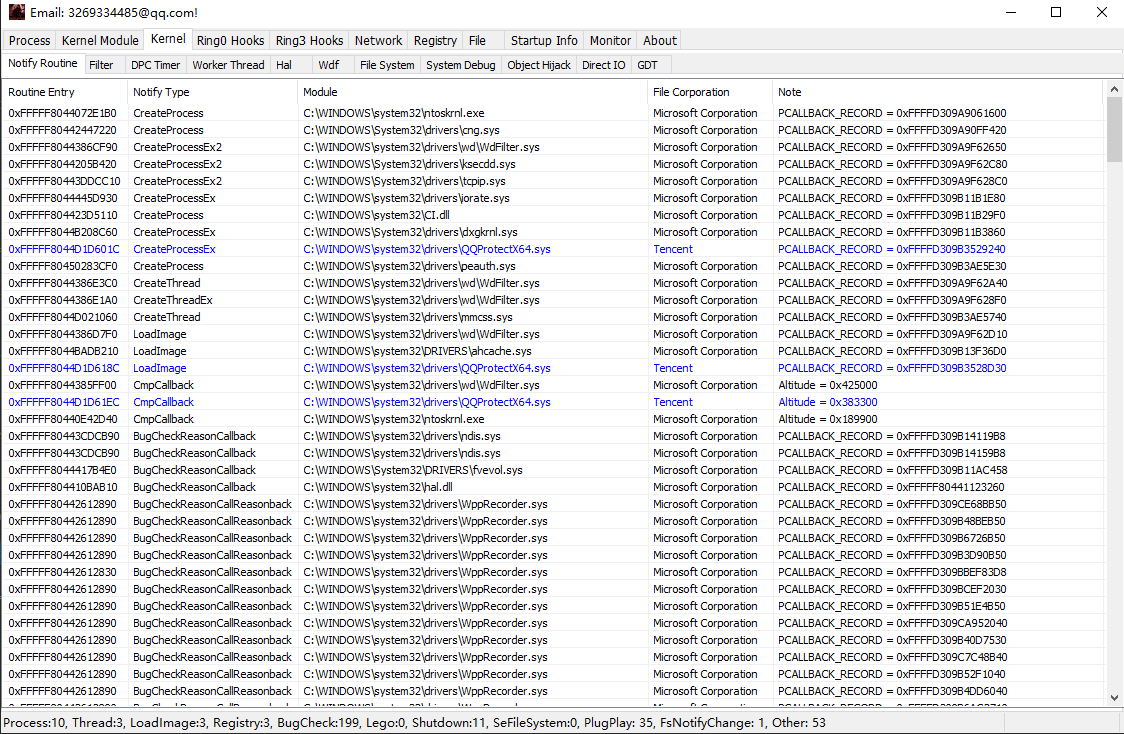 Email: 3269334485@qq.com!
Process Kernel Module Kernel Ring0 Hooks Ring3 Hooks Network Registry File Startup Info Monitor About
Notify Routine Filter DPC Timer Worker Thread Hal Wdf File System System Debug Object Hijack Direct IO GDT
Routine Entry Notify Type Module File Corporation Note
0xFFFFF8044072E1B0 CreateProcess C:\WINDOWS\system32\ntoskrnl.exe Microsoft Corporation PCALLBACK_RECORD = 0xFFFFD309A9061600
0xFFFFF80442447220 CreateProcess C:\WINDOWS\System32\drivers\cng.sys Microsoft Corporation PCALLBACK_RECORD = 0xFFFFD309A90FF420
0xFFFFF8044386CF90 CreateProcessEx2 C:\WINDOWS\system32\drivers\wd\WdFilter.sys Microsoft Corporation PCALLBACK_RECORD = 0xFFFFD309A9F62650
0xFFFFF8044205B420 CreateProcessEx2 C:\WINDOWS\System32\drivers\ksecdd.sys Microsoft Corporation PCALLBACK_RECORD = 0xFFFFD309A9F62C80
0xFFFFF80443DDCC10 CreateProcessEx2 C:\WINDOWS\System32\drivers\tcpip.sys Microsoft Corporation PCALLBACK_RECORD = 0xFFFFD309A9F628C0
0xFFFFF8044445D930 CreateProcessEx C:\WINDOWS\system32\drivers\iorate.sys Microsoft Corporation PCALLBACK_RECORD = 0xFFFFD309B11B1E80
0xFFFFF804423D5110 CreateProcess C:\WINDOWS\system32\CI.dll Microsoft Corporation PCALLBACK_RECORD = 0xFFFFD309B11B29F0
0xFFFFF8044B208C60 CreateProcessEx C:\WINDOWS\System32\drivers\dxgkrnl.sys Microsoft Corporation PCALLBACK_RECORD = 0xFFFFD309B11B3860
0xFFFFF8044D1D601C CreateProcessEx C:\WINDOWS\system32\drivers\QQProtectX64.sys Tencent PCALLBACK_RECORD = 0xFFFFD309B3529240
0xFFFFF80450283CF0 CreateProcess C:\WINDOWS\system32\drivers\peauth.sys Microsoft Corporation PCALLBACK_RECORD = 0xFFFFD309B3AE5E30
0xFFFFF8044386E3C0 CreateThread C:\WINDOWS\system32\drivers\wd\WdFilter.sys Microsoft Corporation PCALLBACK_RECORD = 0xFFFFD309A9F62A40
0xFFFFF8044386E1A0 CreateThreadEx C:\WINDOWS\system32\drivers\wd\WdFilter.sys Microsoft Corporation PCALLBACK_RECORD = 0xFFFFD309A9F628F0
0xFFFFF8044D021060 CreateThread C:\WINDOWS\system32\drivers\mmcss.sys Microsoft Corporation PCALLBACK_RECORD = 0xFFFFD309B3AE5740
0xFFFFF8044386D7F0 LoadImage C:\WINDOWS\system32\drivers\wd\WdFilter.sys Microsoft Corporation PCALLBACK_RECORD = 0xFFFFD309A9F62D10
0xFFFFF8044BADB210 LoadImage C:\WINDOWS\system32\DRIVERS\ahcache.sys Microsoft Corporation PCALLBACK_RECORD = 0xFFFFD309B13F36D0
0xFFFFF8044D1D618C LoadImage C:\WINDOWS\system32\drivers\QQProtectX64.sys Tencent PCALLBACK_RECORD = 0xFFFFD309B3528D30
0xFFFFF8044385FF00 CmpCallback C:\WINDOWS\system32\drivers\wd\WdFilter.sys Microsoft Corporation Altitude = 0x425000
0xFFFFF8044D1D61EC CmpCallback C:\WINDOWS\system32\drivers\QQProtectX64.sys Tencent Altitude = 0x383300
0xFFFFF80440E42D40 CmpCallback C:\WINDOWS\system32\ntoskrnl.exe Microsoft Corporation Altitude = 0x189900
0xFFFFF80443CDCB90 BugCheckReasonCallback C:\WINDOWS\system32\drivers\ndis.sys Microsoft Corporation PCALLBACK_RECORD = 0xFFFFD309B14119B8
0xFFFFF80443CDCB90 BugCheckReasonCallback C:\WINDOWS\system32\drivers\ndis.sys Microsoft Corporation PCALLBACK_RECORD = 0xFFFFD309B14159B8
0xFFFFF8044417B4E0 BugCheckReasonCallback C:\WINDOWS\System32\DRIVERS\fvevol.sys Microsoft Corporation PCALLBACK_RECORD = 0xFFFFD309B11AC458
0xFFFFF804410BAB10 BugCheckReasonCallback C:\WINDOWS\system32\hal.dll Microsoft Corporation PCALLBACK_RECORD = 0xFFFFF80441123260
0xFFFFF80442612890 BugCheckReasonCallReasonback C:\WINDOWS\system32\drivers\WppRecorder.sys Microsoft Corporation PCALLBACK_RECORD = 0xFFFFD309CE68BB50
0xFFFFF80442612890 BugCheckReasonCallReasonback C:\WINDOWS\system32\drivers\WppRecorder.sys Microsoft Corporation PCALLBACK_RECORD = 0xFFFFD309B48BEB50
0xFFFFF80442612890 BugCheckReasonCallReasonback C:\WINDOWS\system32\drivers\WppRecorder.sys Microsoft Corporation PCALLBACK_RECORD = 0xFFFFD309B6726B50
0xFFFFF80442612890 BugCheckReasonCallReasonback C:\WINDOWS\system32\drivers\WppRecorder.sys Microsoft Corporation PCALLBACK_RECORD = 0xFFFFD309B3D90B50
0xFFFFF80442612830 BugCheckReasonCallReasonback C:\WINDOWS\system32\drivers\WppRecorder.sys Microsoft Corporation PCALLBACK_RECORD = 0xFFFFD309BBEF83D8
0xFFFFF80442612890 BugCheckReasonCallReasonback C:\WINDOWS\system32\drivers\WppRecorder.sys Microsoft Corporation PCALLBACK_RECORD = 0xFFFFD309BCEF2030
0xFFFFF80442612890 BugCheckReasonCallReasonback C:\WINDOWS\system32\drivers\WppRecorder.sys Microsoft Corporation PCALLBACK_RECORD = 0xFFFFD309B51E4B50
0xFFFFF80442612890 BugCheckReasonCallReasonback C:\WINDOWS\system32\drivers\WppRecorder.sys Microsoft Corporation PCALLBACK_RECORD = 0xFFFFD309CA952040
0xFFFFF80442612890 BugCheckReasonCallReasonback C:\WINDOWS\system32\drivers\WppRecorder.sys Microsoft Corporation PCALLBACK_RECORD = 0xFFFFD309B40D7530
0xFFFFF80442612890 BugCheckReasonCallReasonback C:\WINDOWS\system32\drivers\WppRecorder.sys Microsoft Corporation PCALLBACK_RECORD = 0xFFFFD309C7C48B40
0xFFFFF80442612890 BugCheckReasonCallReasonback C:\WINDOWS\system32\drivers\WppRecorder.sys Microsoft Corporation PCALLBACK_RECORD = 0xFFFFD309B52F1040
0xFFFFF80442612890 BugCheckReasonCallReasonback C:\WINDOWS\system32\drivers\WppRecorder.sys Microsoft Corporation PCALLBACK_RECORD = 0xFFFFD309B4DD6040
Process:10, Thread:3, LoadImage:3, Registry:3, BugCheck:199, Lego:0, Shutdown:11, SeFileSystem:0, PlugPlay: 35, FsNotifyChange: 1, Other: 53